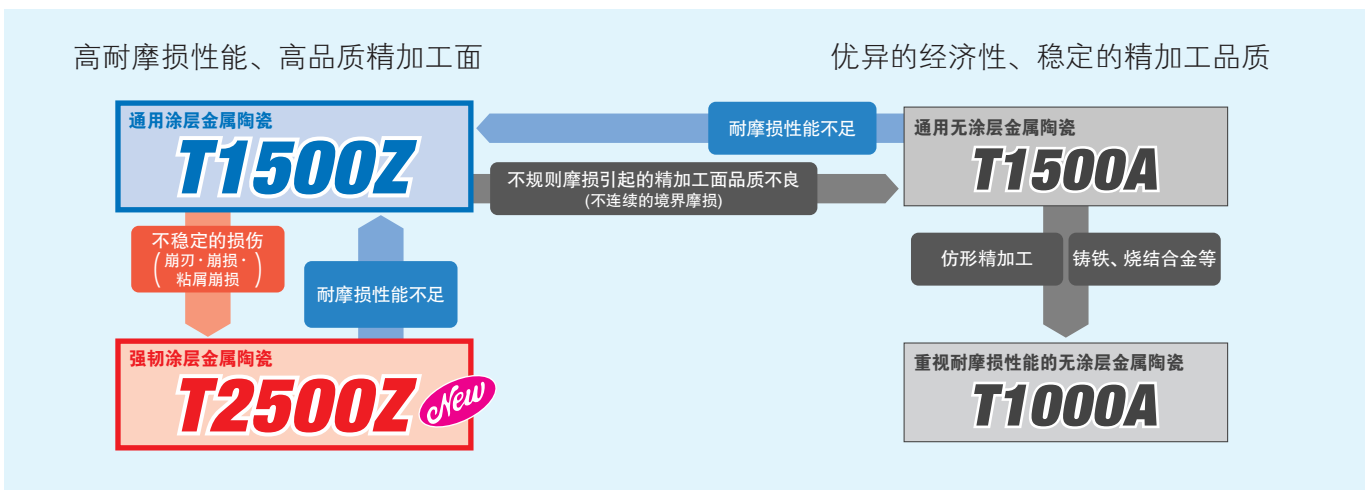 高耐摩损性能、高品质精加工面
优异的经济性、稳定的精加工品质
通用涂层金属陶瓷
T1500Z
耐摩损性能不足
通用无涂层金属陶瓷
T1500A
不规则摩损引起的精加工面品质不良
(不连续的境界摩损)
不稳定的损伤
(崩刃·崩损·
粘屑崩损)
耐摩损性能不足
仿形精加工
铸铁、烧结合金等
强韧涂层金属陶瓷
T2500Z
New
重视耐摩损性能的无涂层金属陶瓷
T1000A